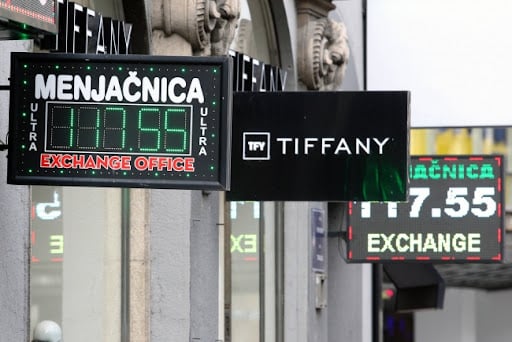 TIFFANY
TIFFANY
MENJAČNICA
ULTRA
117.55
ULTRA
EXCHANGE OFFICE
TFY TIFFANY
117.55
EXCHANGE